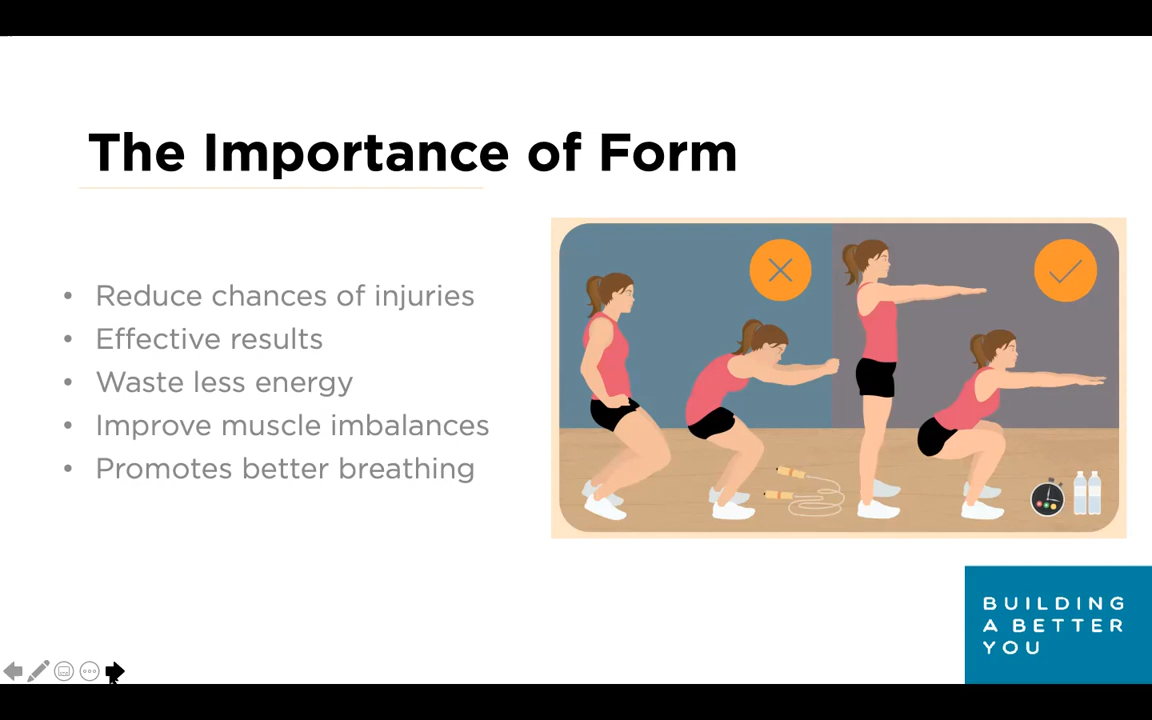 The Importance of Form
• Reduce chances of injuries
• Effective results
• Waste less energy
• Improve muscle imbalances
• Promotes better breathing
BUILDING
A BETTER
YOU